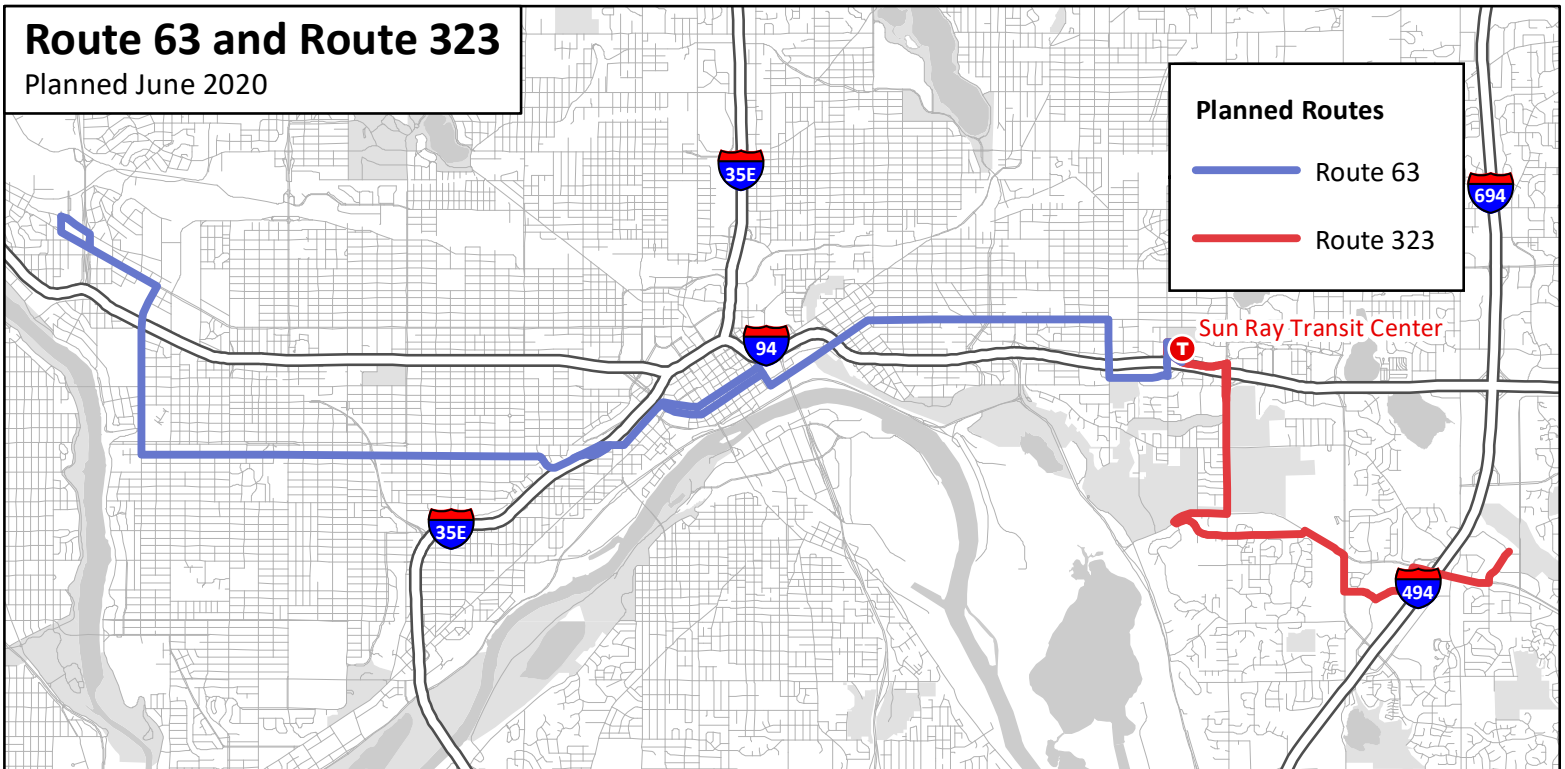 Route 63 and Route 323
Planned June 2020
Planned Routes
Route 63
Route 323
35E
694
94
T
Sun Ray Transit Center
35E
494